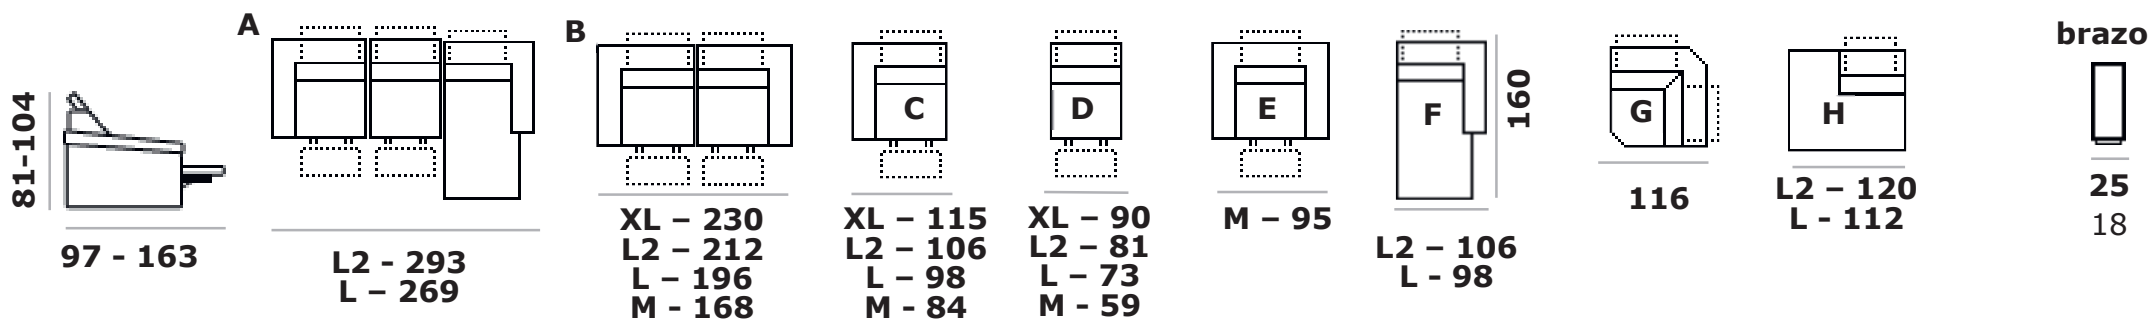 81-104
97 - 163
A
L2 - 293
L – 269
B
XL – 230
L2 – 212
L – 196
M - 168
C
XL – 115
L2 – 106
L – 98
M - 84
D
XL – 90
L2 – 81
L – 73
M - 59
E
M – 95
F
160
L2 – 106
L - 98
G
116
H
L2 – 120
L - 112
brazo
25
18